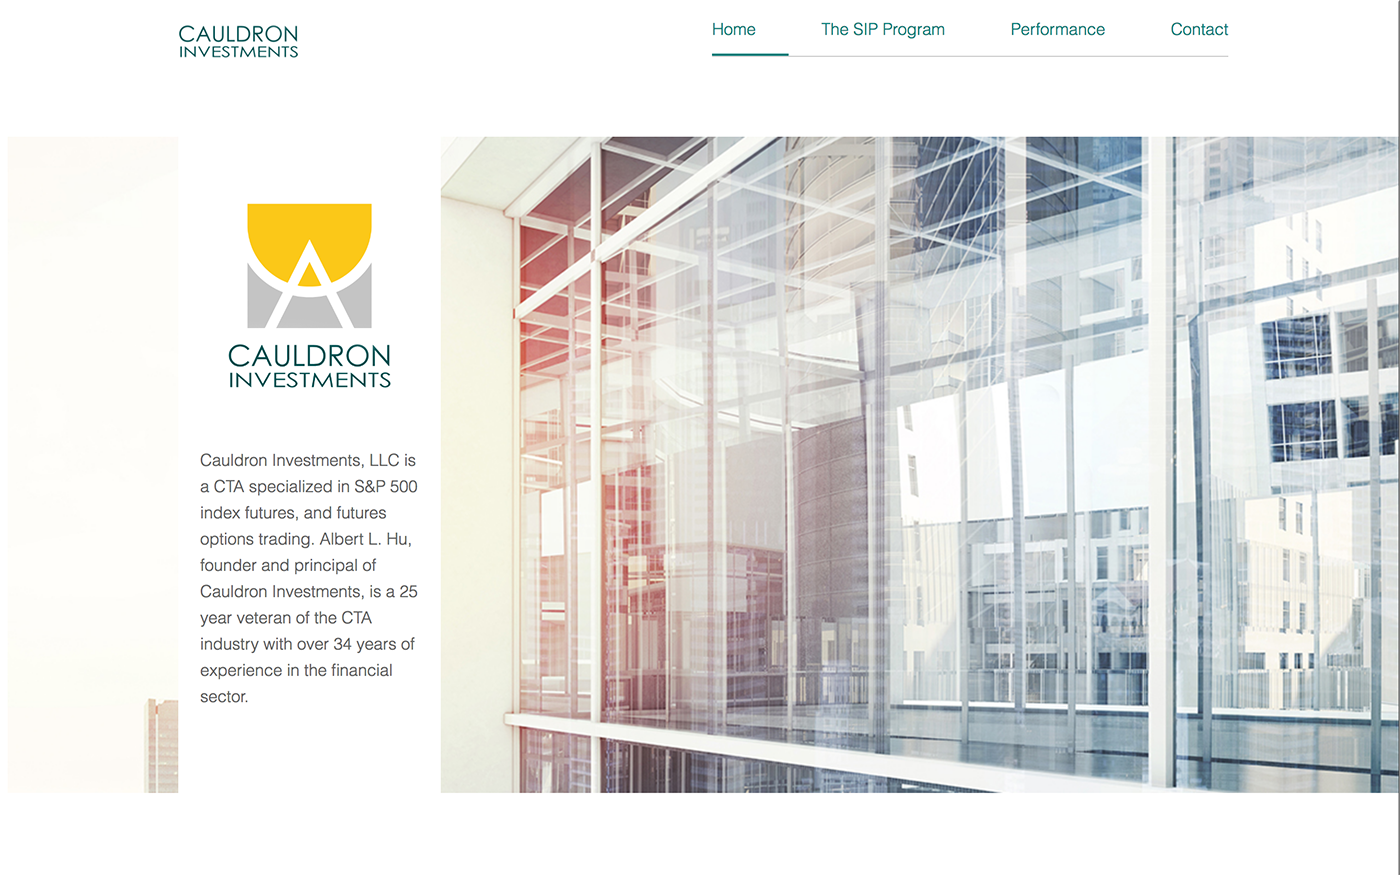 CAULDRON
INVESTMENTS
Home The SIP Program Performance Contact
CAULDRON
INVESTMENTS
Cauldron Investments, LLC is
a CTA specialized in S&P 500
index futures, and futures
options trading. Albert L. Hu,
founder and principal of
Cauldron Investments, is a 25
year veteran of the CTA
industry with over 34 years of
experience in the financial
sector.